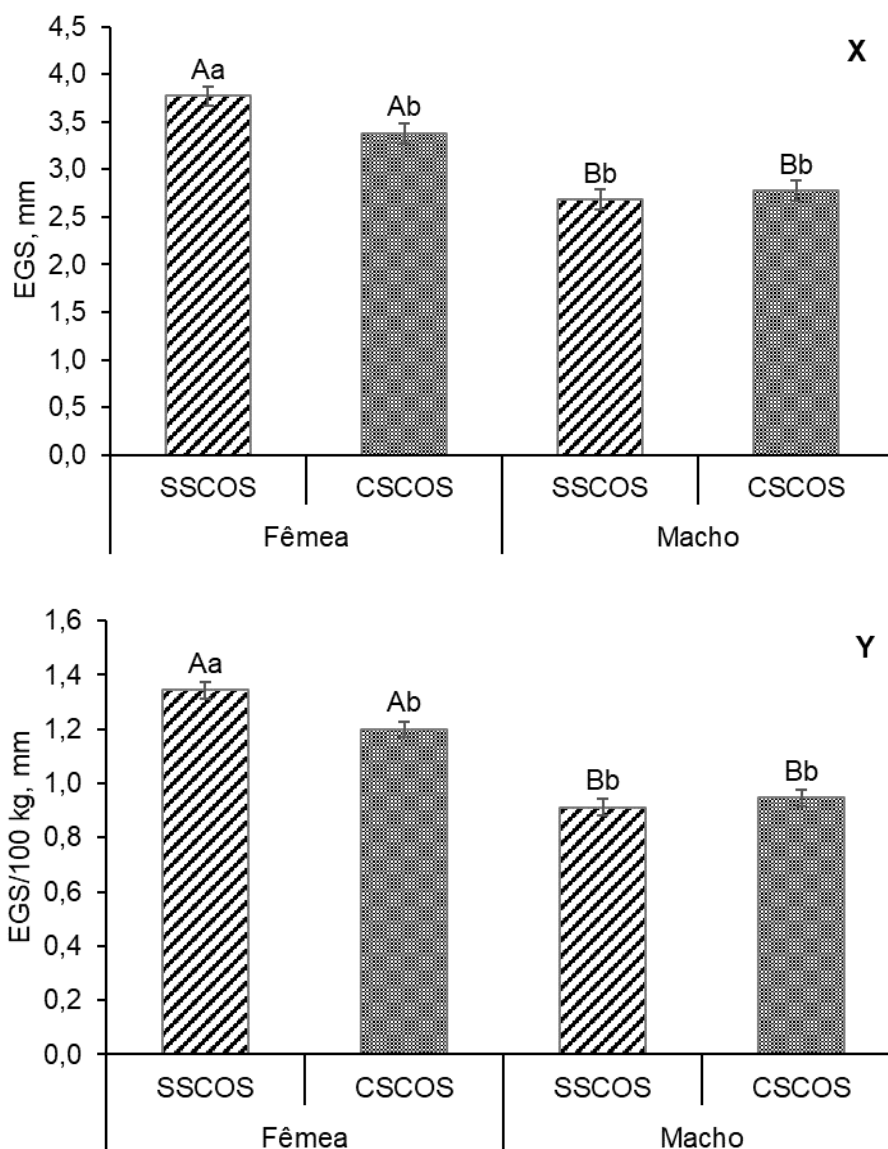 X
EGS, mm
4,5
4,0
3,5
3,0
2,5
2,0
1,5
1,0
0,5
0,0
Aa
Ab
Bb
Bb
SSCOS CSCOS SSCOS CSCOS
Fêmea Macho
Y
EGS/100 kg, mm
1,6
1,4
1,2
1,0
0,8
0,6
0,4
0,2
0,0
Aa
Ab
Bb
Bb
SSCOS CSCOS SSCOS CSCOS
Fêmea Macho